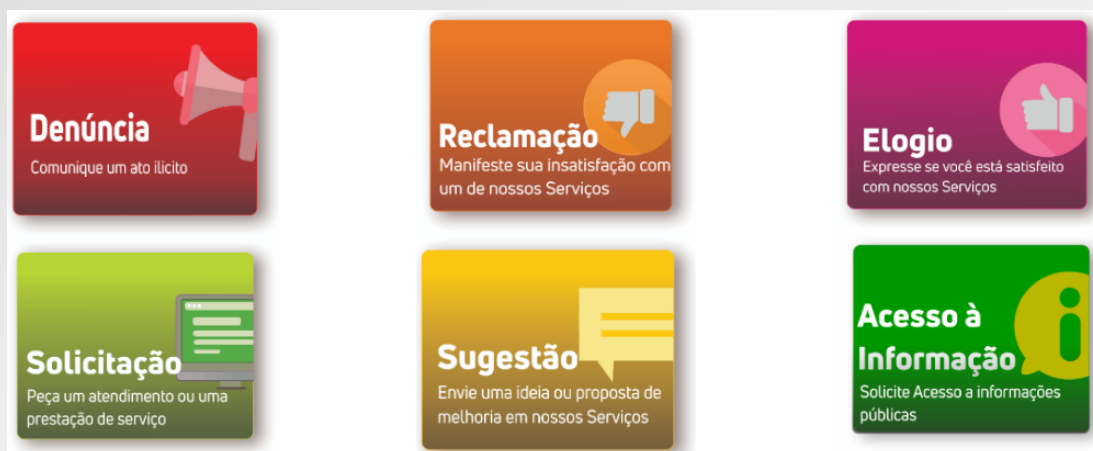 Denúncia
Comunique um ato ilicito
Reclamação
Manifeste sua insatisfação com
um de nossos Serviços
Elogio
Expresse se você está satisfeito
com nossos Serviços
Solicitação
Peça um atendimento ou uma
prestação de serviço
Sugestão
Envie uma ideia ou proposta de
melhoria em nossos Serviços
Acesso à
Informação
Solicite Acesso a informações
públicas